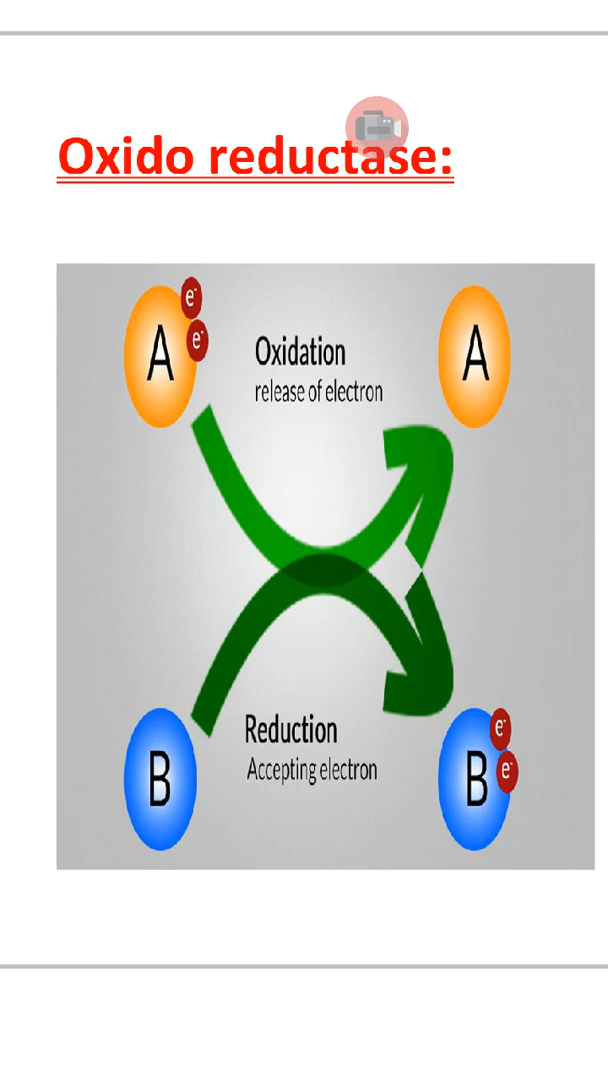 Oxido reductase:
A e- e-
Oxidation
release of electron
A
B
Reduction
Accepting electron
B e- e-